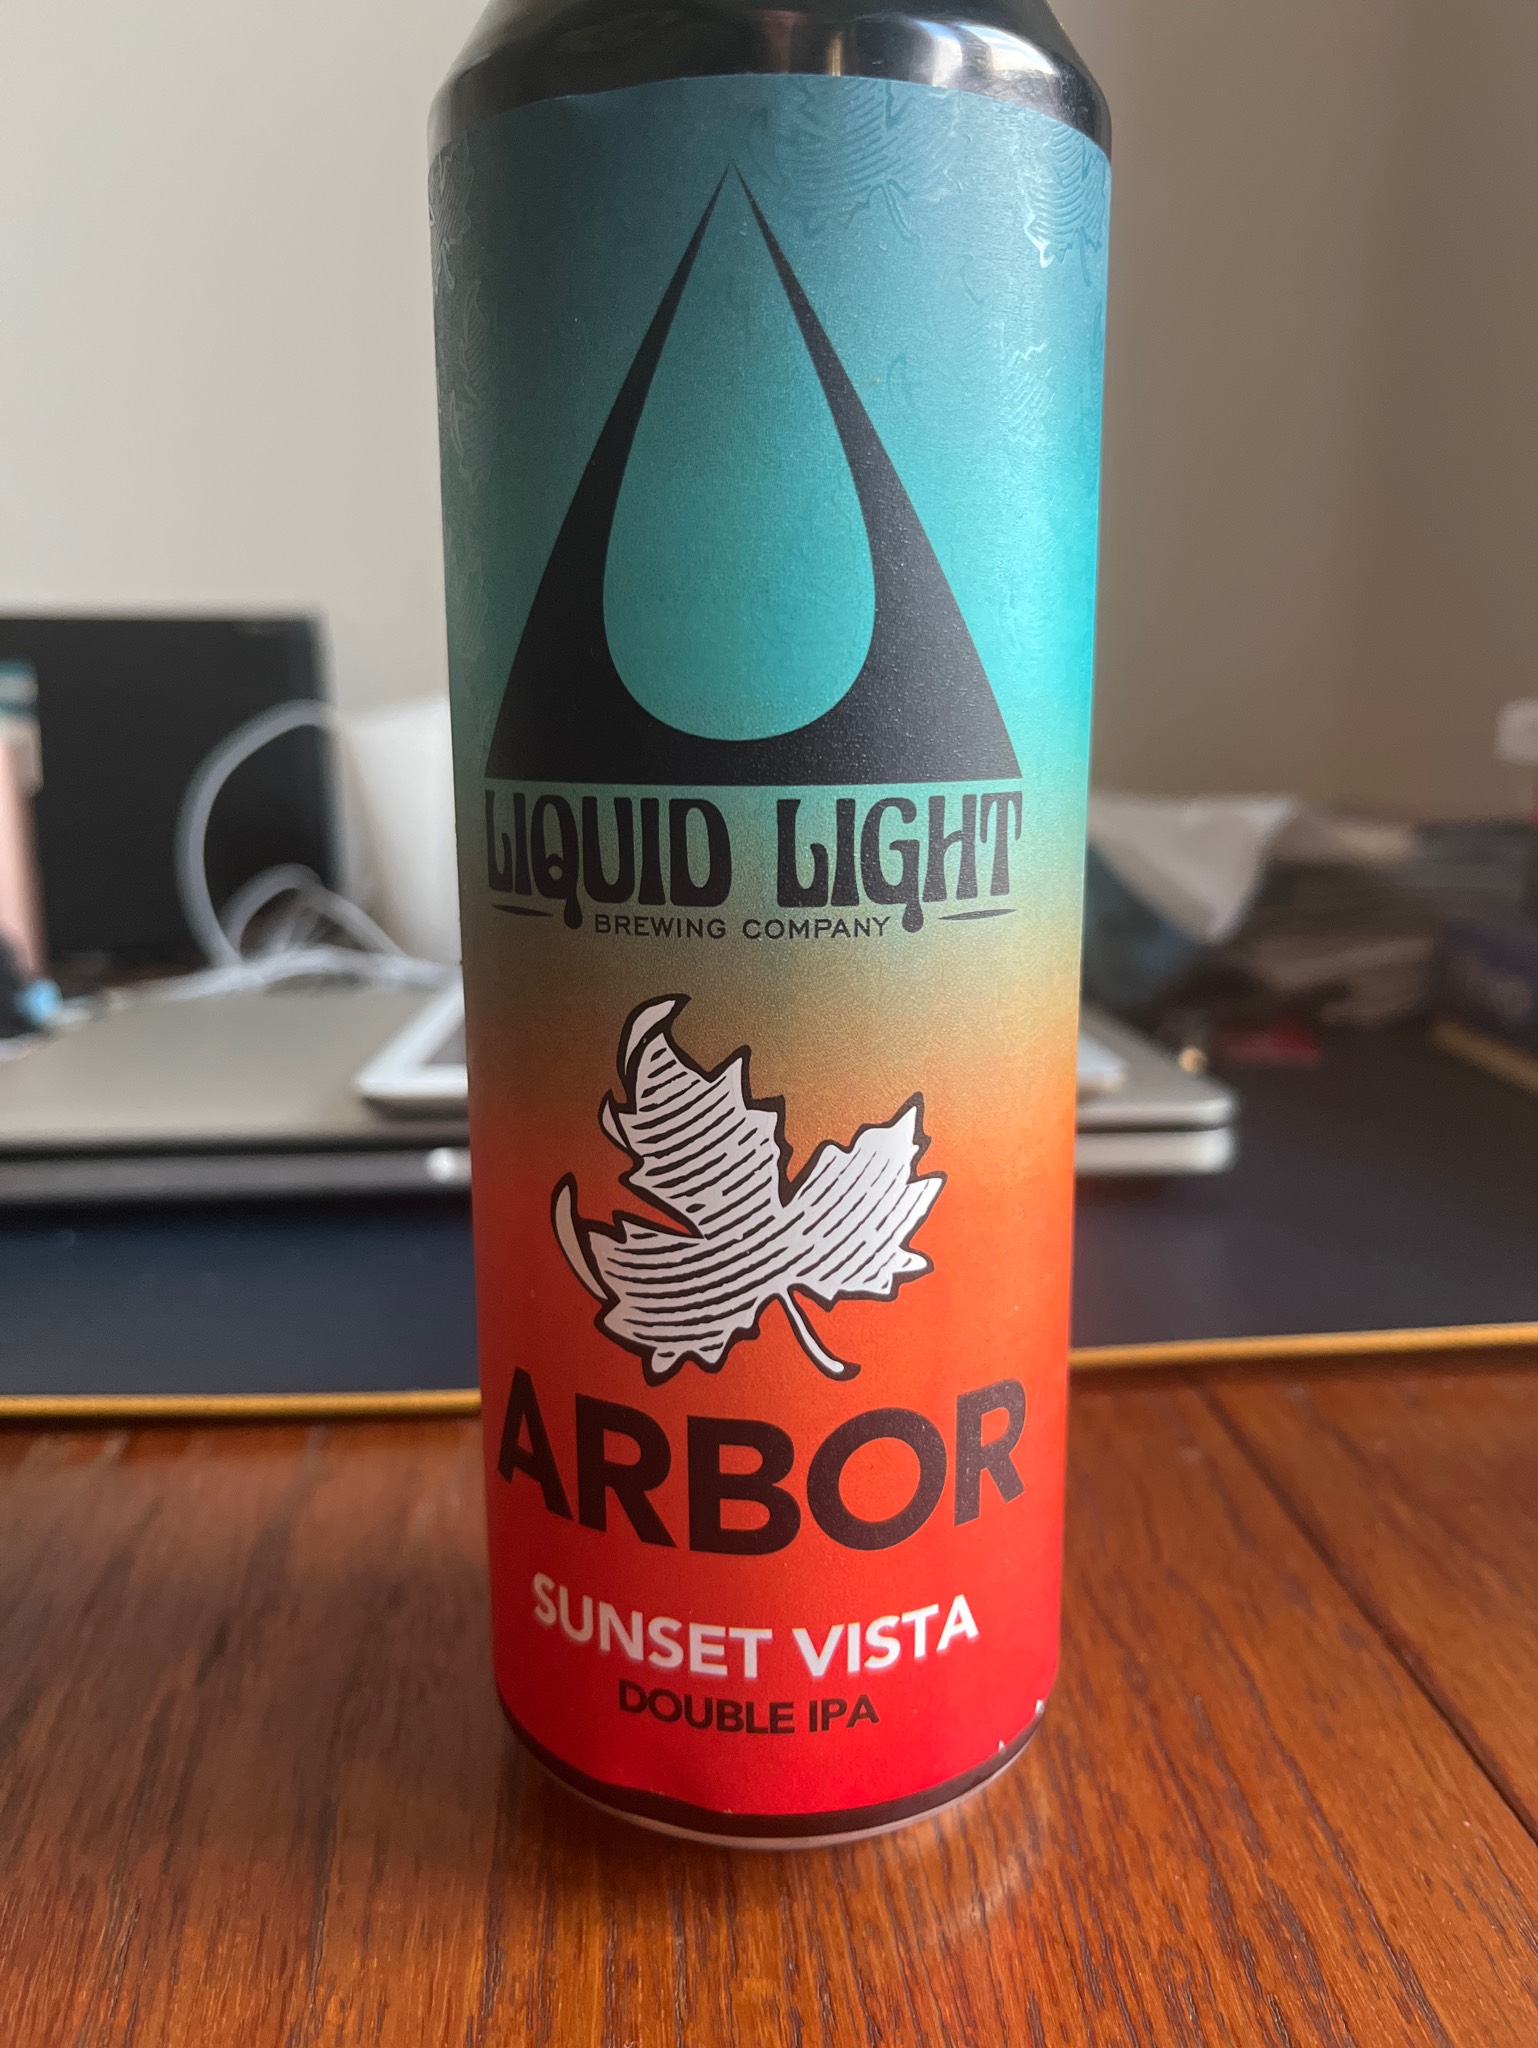 LIQUID LIGHT
BREWING COMPANY
ARBOR
SUNSET VISTA
DOUBLE IPA